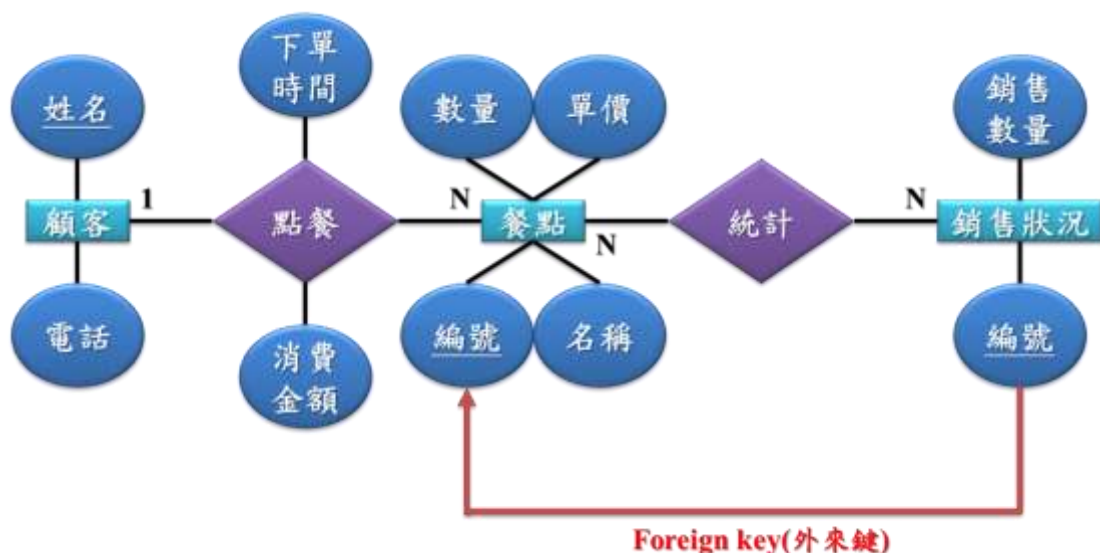 下單
時間
姓名
數量
單價
銷售
數量
顧客
1
點餐
N
餐點
N
統計
N
銷售狀況
電話
消費
金額
編號
名稱
編號
Foreign key(外來鍵)